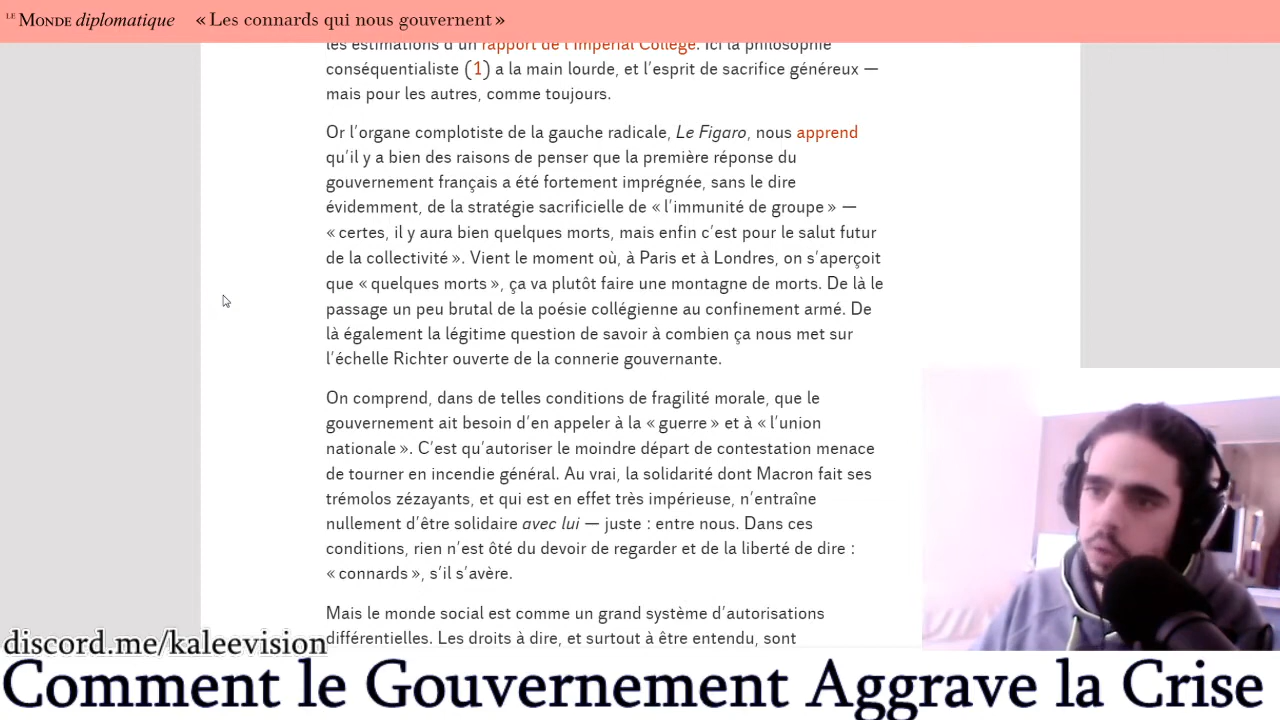 LE MONDE diplomatique « Les connards qui nous gouvernent »
les estimations d'un rapport de l'Imperial College. Ici la philosophie
conséquentialiste (1) a la main lourde, et l'esprit de sacrifice généreux —
mais pour les autres, comme toujours.
Or l'organe complotiste de la gauche radicale, Le Figaro, nous apprend
qu'il y a bien des raisons de penser que la première réponse du
gouvernement français a été fortement imprégnée, sans le dire
évidemment, de la stratégie sacrificielle de « l'immunité de groupe » —
« certes, il y aura bien quelques morts, mais enfin c'est pour le salut futur
de la collectivité ». Vient le moment où, à Paris et à Londres, on s'aperçoit
que « quelques morts », ça va plutôt faire une montagne de morts. De là le
passage un peu brutal de la poésie collégienne au confinement armé. De
là également la légitime question de savoir à combien ça nous met sur
l'échelle Richter ouverte de la connerie gouvernante.
On comprend, dans de telles conditions de fragilité morale, que le
gouvernement ait besoin d'en appeler à la « guerre » et à « l'union
nationale ». C'est qu'autoriser le moindre départ de contestation menace
de tourner en incendie général. Au vrai, la solidarité dont Macron fait ses
trémolos zézayants, et qui est en effet très impérieuse, n'entraîne
nullement d'être solidaire avec lui — juste : entre nous. Dans ces
conditions, rien n'est ôté du devoir de regarder et de la liberté de dire :
« connards », s'il s'avère.
Mais le monde social est comme un grand système d'autorisations
différentielles. Les droits à dire, et surtout à être entendu, sont
discord.me/kaleevision
Comment le Gouvernement Aggrave la Crise